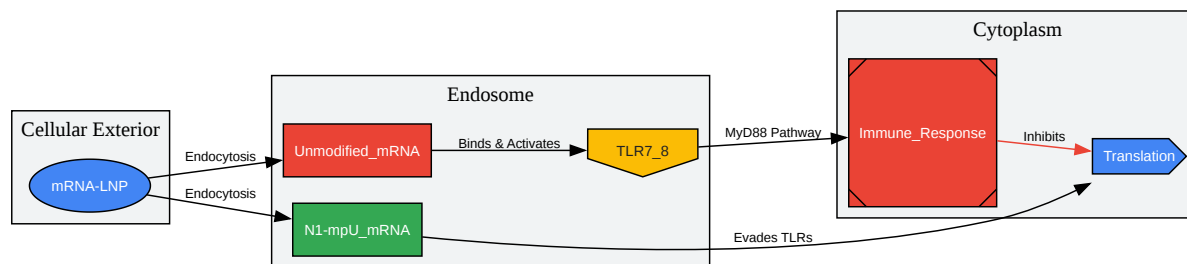 Cellular Exterior
mRNA-LNP
Endocytosis
Endocytosis
Endosome
Unmodified_mRNA
Binds & Activates
TLR7_8
N1-mpU_mRNA
MyD88 Pathway
Evades TLRs
Cytoplasm
Immune_Response
Inhibits
Translation